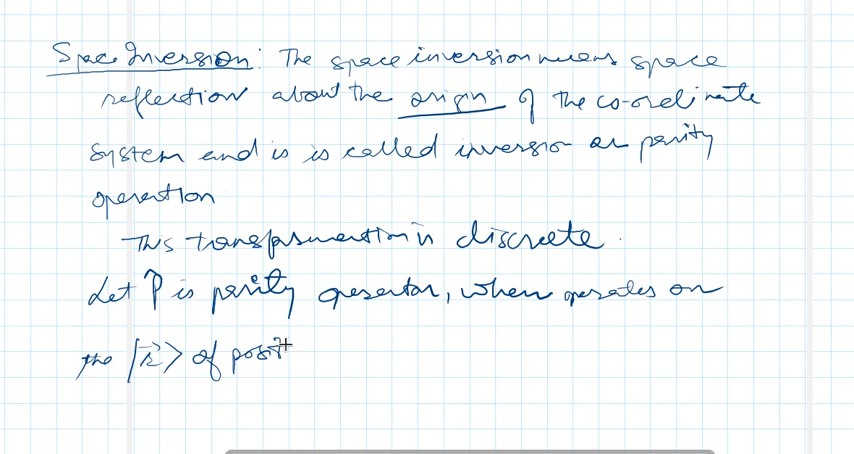 Space Inversion: The space inversion means space
reflection about the origin of the co-ordinate
system and is is called inversion or parity
operation
This transformation is discrete.
Let P is parity operator, when operates on
the |r⃗> of posit